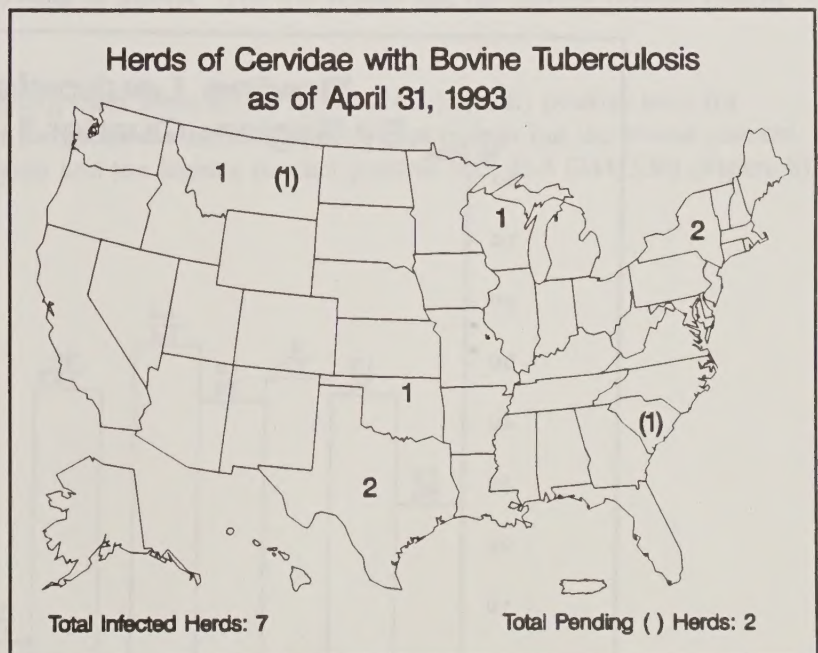 Herds of Cervidae with Bovine Tuberculosis
as of April 31, 1993
1 (1)
1
2
1
(1)
2
Total Infected Herds: 7 Total Pending ( ) Herds: 2